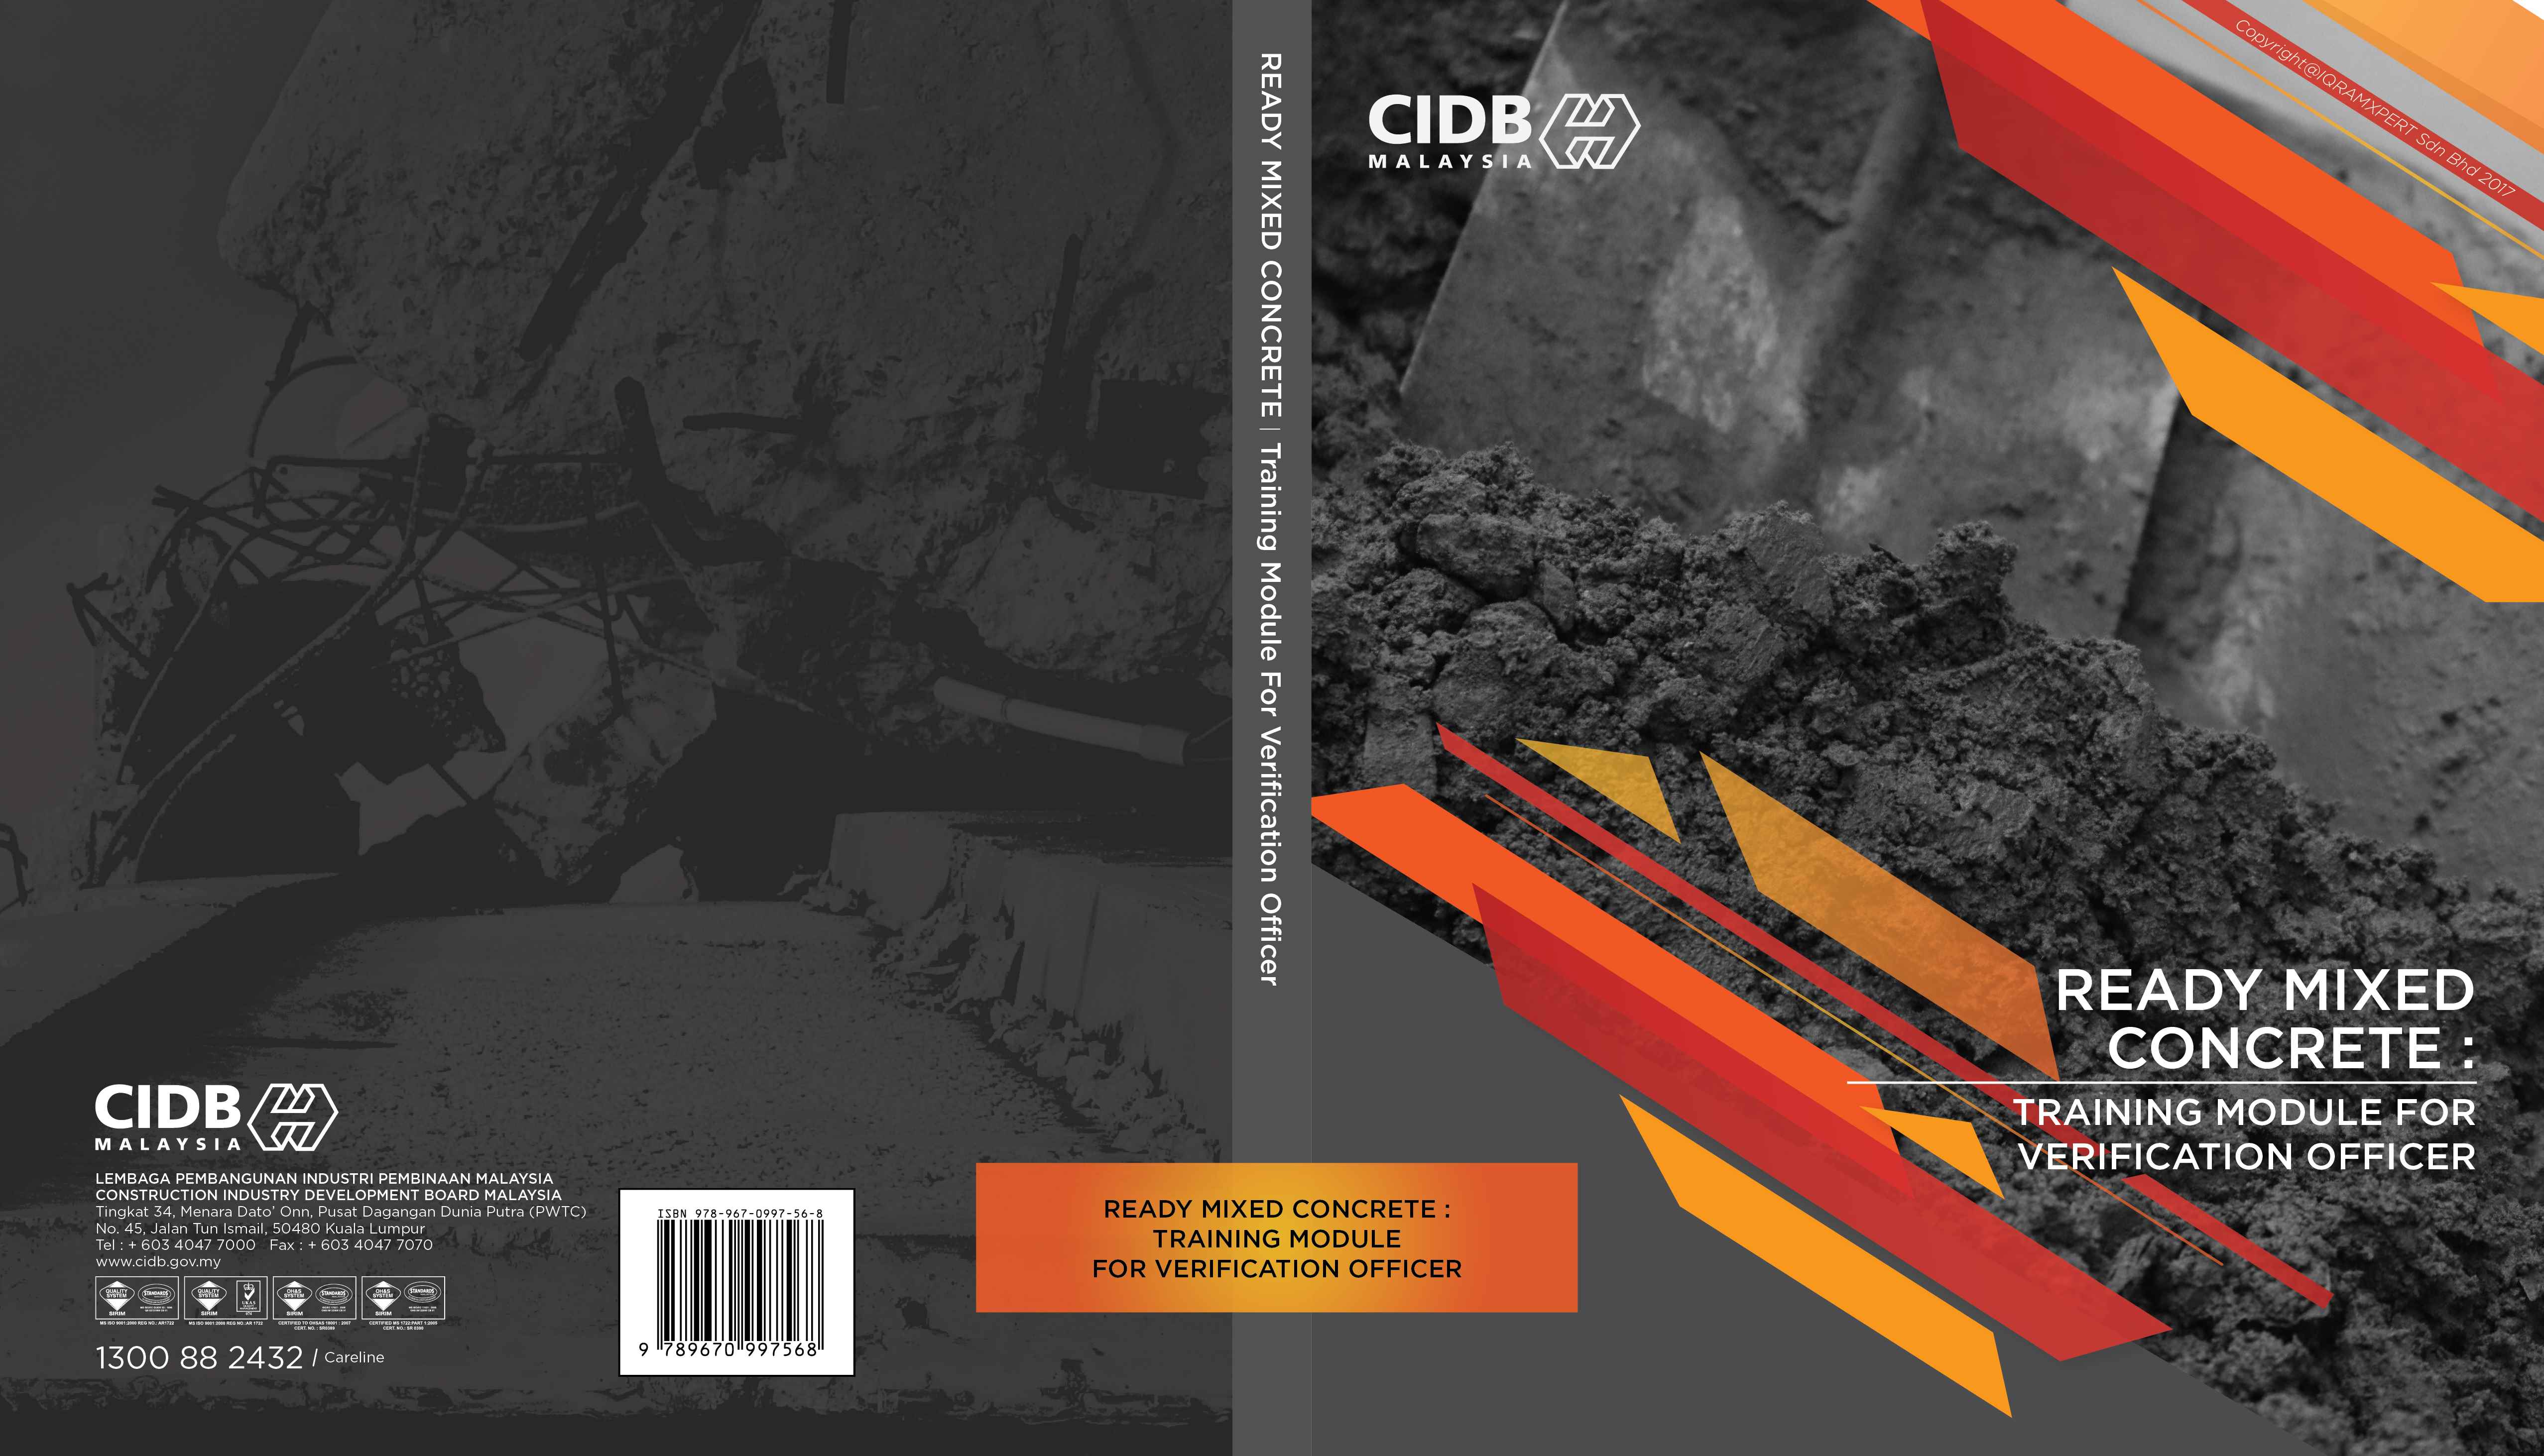 CIDB
MALAYSIA
LEMBAGA PEMBANGUNAN INDUSTRI PEMBINAAN MALAYSIA
CONSTRUCTION INDUSTRY DEVELOPMENT BOARD MALAYSIA
Tingkat 34, Menara Dato' Onn, Pusat Dagangan Dunia Putra (PWTC)
No. 45, Jalan Tun Ismail, 50480 Kuala Lumpur
Tel : + 603 4047 7000 Fax : + 603 4047 7070
www.cidb.gov.my
QUALITY SYSTEM
SIRIM
STANDARDS
MS ISO 9001:2000 REG NO.: AR1722
QUALITY SYSTEM
SIRIM
UKAS
MS ISO 9001:2000 REG NO.:AR 1722
OH&S SYSTEM
SIRIM
STANDARDS
CERTIFIED TO OHSAS 18001 : 2007
OH&S SYSTEM
SIRIM
STANDARDS
CERTIFIED MS 1722:PART 1:2005
1300 88 2432 / Careline
ISBN 978-967-0997-56-8
9 789670 997568
READY MIXED CONCRETE | Training Module For Verification Officer
READY MIXED CONCRETE :
TRAINING MODULE
FOR VERIFICATION OFFICER
CIDB
MALAYSIA
Copyright@IQRAMXPERT Sdn Bhd 2017
READY MIXED
CONCRETE :
TRAINING MODULE FOR
VERIFICATION OFFICER